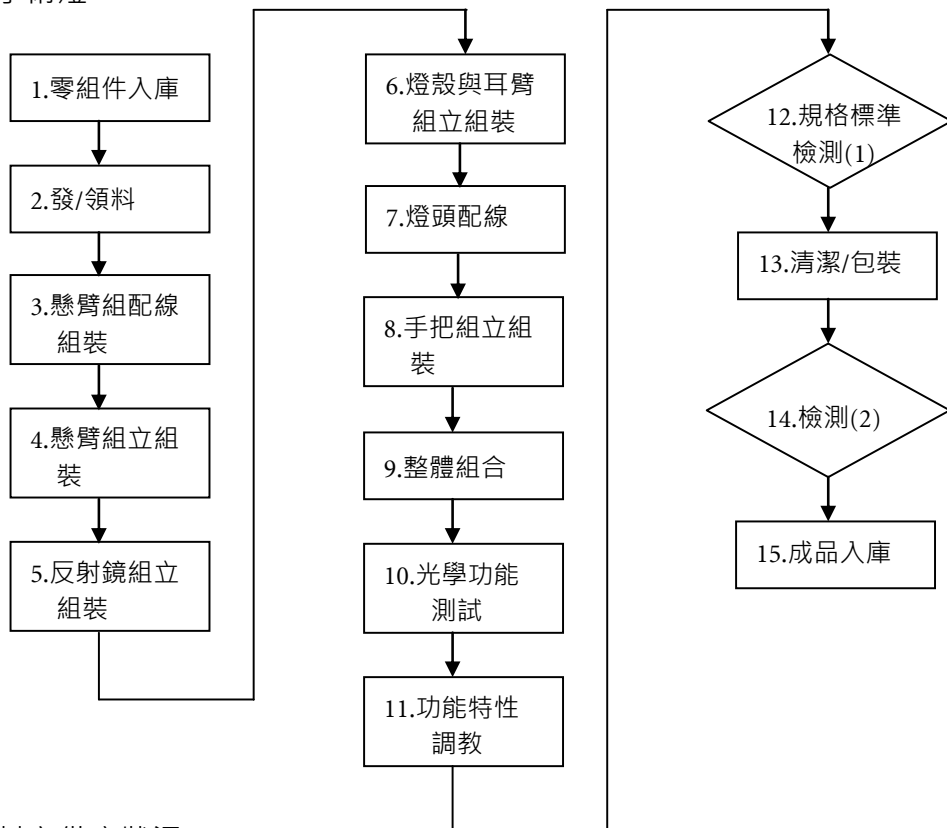 1.零組件入庫
2.發/領料
3.懸臂組配線
組裝
4.懸臂組立組
裝
5.反射鏡組立
組裝
6.燈殼與耳臂
組立組裝
7.燈頭配線
8.手把組立組
裝
9.整體組合
10.光學功能
測試
11.功能特性
調教
12.規格標準
檢測(1)
13.清潔/包裝
14.檢測(2)
15.成品入庫